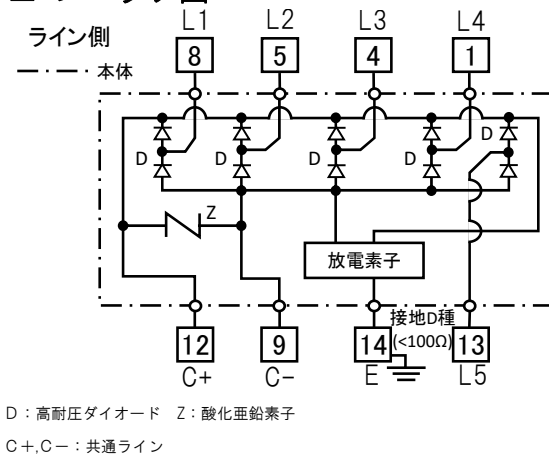 L1 L2 L3 L4
ライン側
8 5 4 1
本体
D D D D D
Z
放電素子
接地D種
(<100Ω)
12 9 14 13
C+ C- E L5
D：高耐圧ダイオード Z：酸化亜鉛素子
C＋,C－：共通ライン